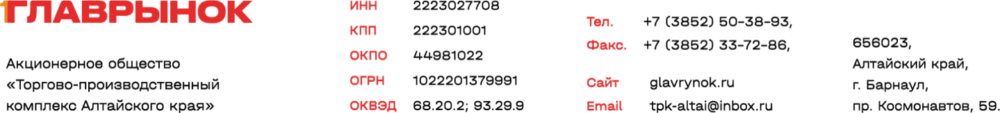 1ГЛАВРЫНОК
Акционерное общество
«Торгово-производственный
комплекс Алтайского края»
ИНН 2223027708
КПП 222301001
ОКПО 44981022
ОГРН 1022201379991
ОКВЭД 68.20.2; 93.29.9
Тел. +7 (3852) 50-38-93,
Факс. +7 (3852) 33-72-86,
Сайт glavrynok.ru
Email tpk-altai@inbox.ru
656023,
Алтайский край,
г. Барнаул,
пр. Космонавтов, 59.